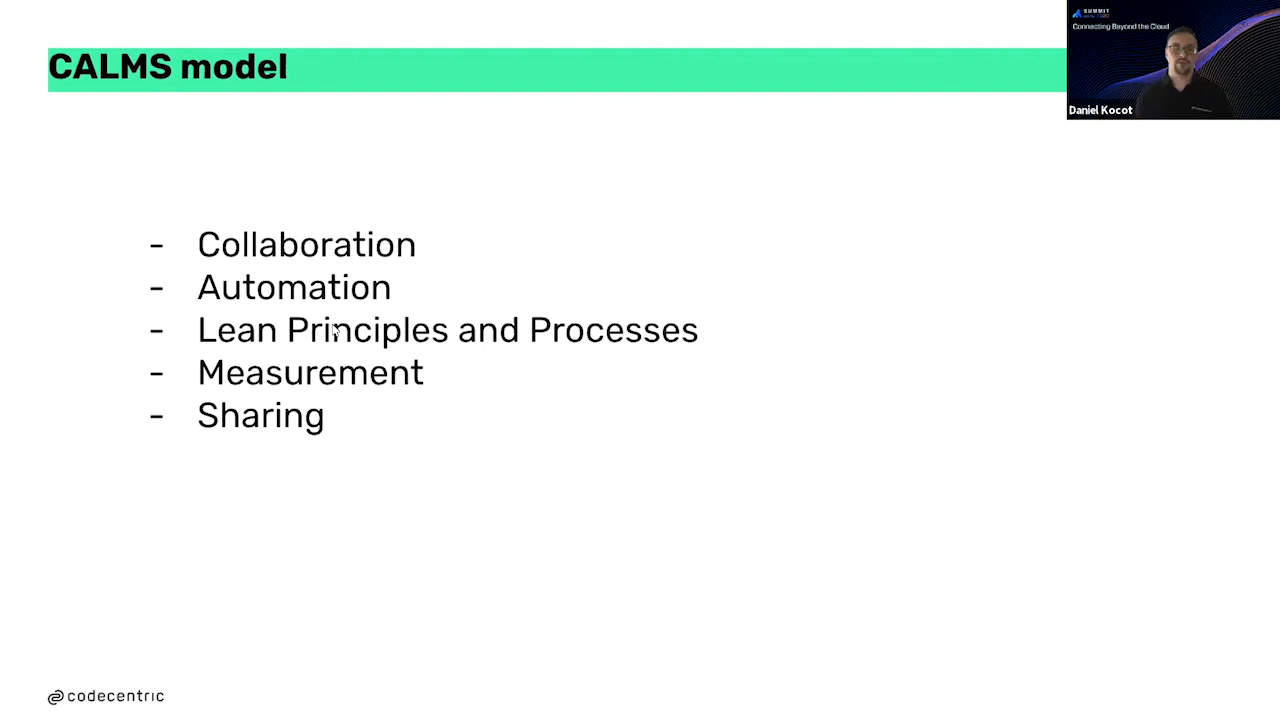 CALMS model
SUMMIT
Connecting Beyond the Cloud
Daniel Kocot
- Collaboration
- Automation
- Lean Principles and Processes
- Measurement
- Sharing
codecentric